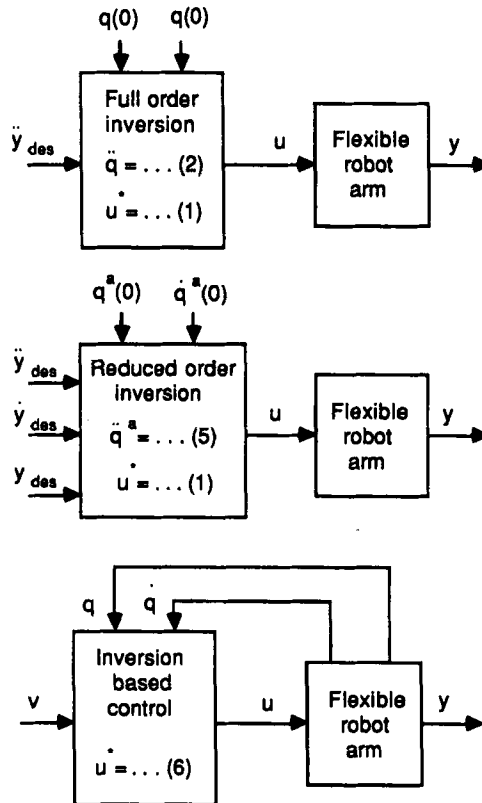 q(0) q(0)
Full order
inversion
ÿ des
q̈ = . . . (2)
u* = . . . (1)
u
Flexible
robot
arm
y
qᵃ(0) q̇ᵃ(0)
ÿ des
ẏ des
y des
Reduced order
inversion
q̈ᵃ = . . . (5)
u* = . . . (1)
u
Flexible
robot
arm
y
q q̇
v
Inversion
based
control
u* = . . . (6)
u
Flexible
robot
arm
y